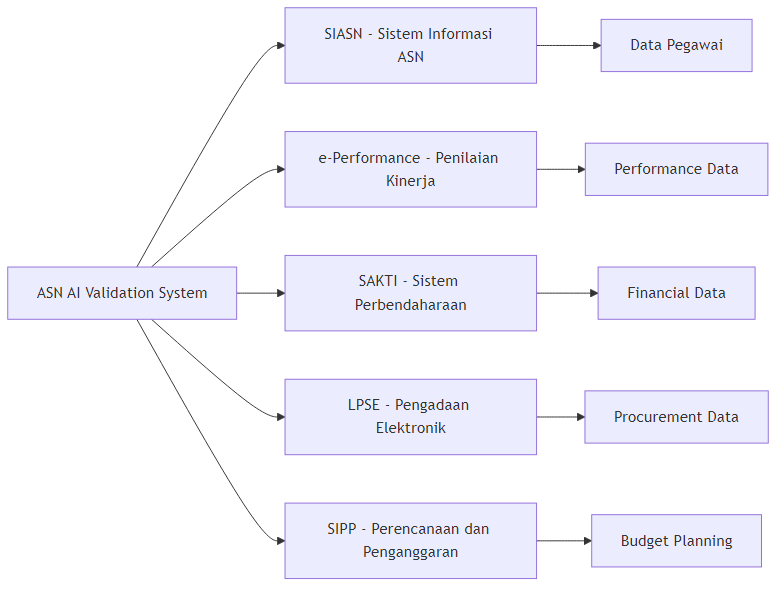 SIASN - Sistem Informasi
ASN
Data Pegawai
e-Performance - Penilaian
Kinerja
Performance Data
ASN AI Validation System
SAKTI - Sistem
Perbendaharaan
Financial Data
LPSE - Pengadaan
Elektronik
Procurement Data
SIPP - Perencanaan dan
Penganggaran
Budget Planning